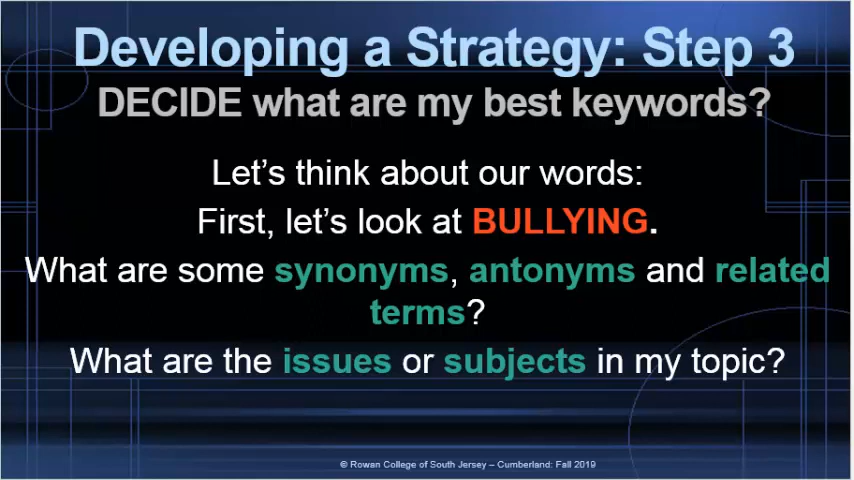 Developing a Strategy: Step 3
DECIDE what are my best keywords?
Let’s think about our words:
First, let’s look at BULLYING.
What are some synonyms, antonyms and related
terms?
What are the issues or subjects in my topic?
© Rowan College of South Jersey – Cumberland: Fall 2019